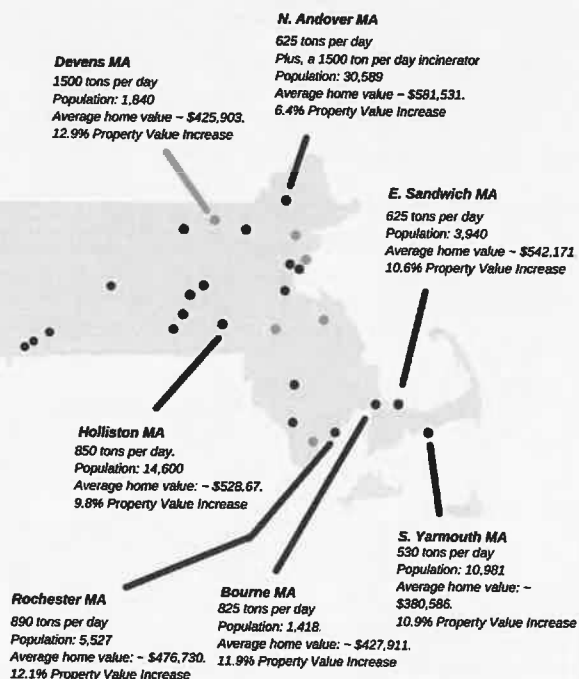 N. Andover MA
625 tons per day
Plus, a 1500 ton per day incinerator
Population: 30,589
Average home value ~ $581,531.
6.4% Property Value Increase
Devens MA
1500 tons per day
Population: 1,840
Average home value ~ $425,903.
12.9% Property Value Increase
E. Sandwich MA
625 tons per day
Population: 3,940
Average home value ~ $542.171
10.6% Property Value Increase
Holliston MA
850 tons per day.
Population: 14,600
Average home value: ~ $528.67.
9.8% Property Value Increase
S. Yarmouth MA
530 tons per day
Population: 10,981
Average home value: ~
$380,586.
10.9% Property Value Increase
Rochester MA
890 tons per day
Population: 5,527
Average home value: ~ $476,730.
12.1% Property Value Increase
Bourne MA
825 tons per day
Population: 1,418.
Average home value: ~ $427,911.
11.9% Property Value Increase